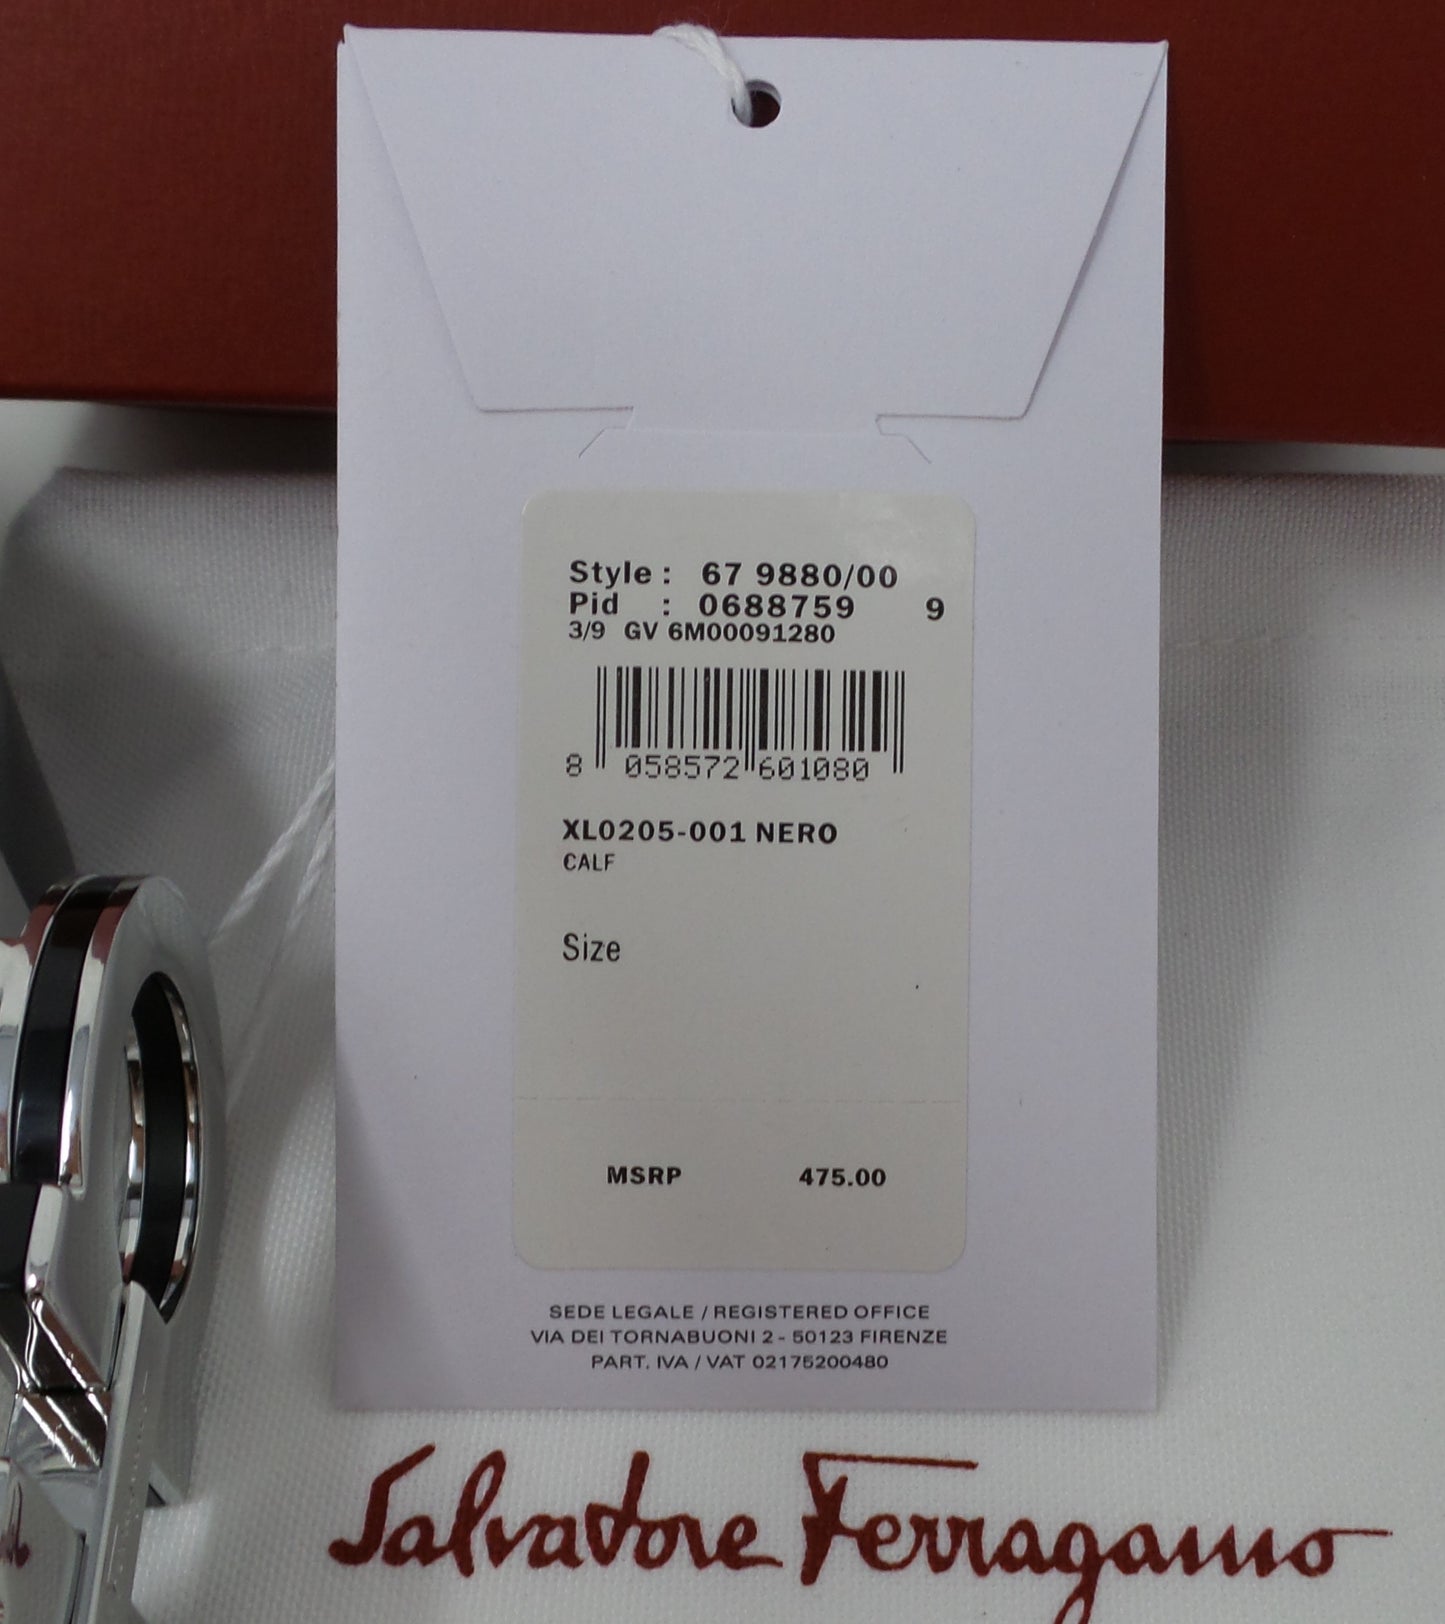 Style : 67 9880/00
Pid : 0688759 9
3/9 GV 6M00091280
8 058572 601080
XL0205-001 NERO
CALF
Size
MSRP 475.00
SEDE LEGALE / REGISTERED OFFICE
VIA DEI TORNABUONI 2 - 50123 FIRENZE
PART. IVA / VAT 02175200480
Salvatore Ferragamo